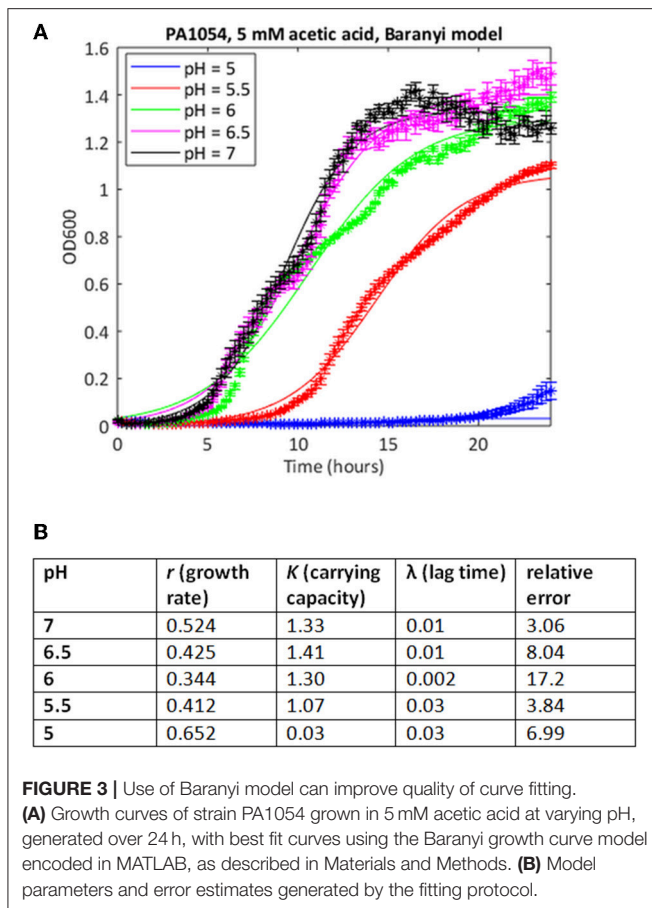 A
PA1054, 5 mM acetic acid, Baranyi model
1.6
1.4
1.2
1
0.8
0.6
0.4
0.2
0
OD600
pH = 5
pH = 5.5
pH = 6
pH = 6.5
pH = 7
0 5 10 15 20
Time (hours)
B
pH r (growth rate) K (carrying capacity) λ (lag time) relative error
7 0.524 1.33 0.01 3.06
6.5 0.425 1.41 0.01 8.04
6 0.344 1.30 0.002 17.2
5.5 0.412 1.07 0.03 3.84
5 0.652 0.03 0.03 6.99
FIGURE 3 | Use of Baranyi model can improve quality of curve fitting.
(A) Growth curves of strain PA1054 grown in 5 mM acetic acid at varying pH,
generated over 24 h, with best fit curves using the Baranyi growth curve model
encoded in MATLAB, as described in Materials and Methods. (B) Model
parameters and error estimates generated by the fitting protocol.